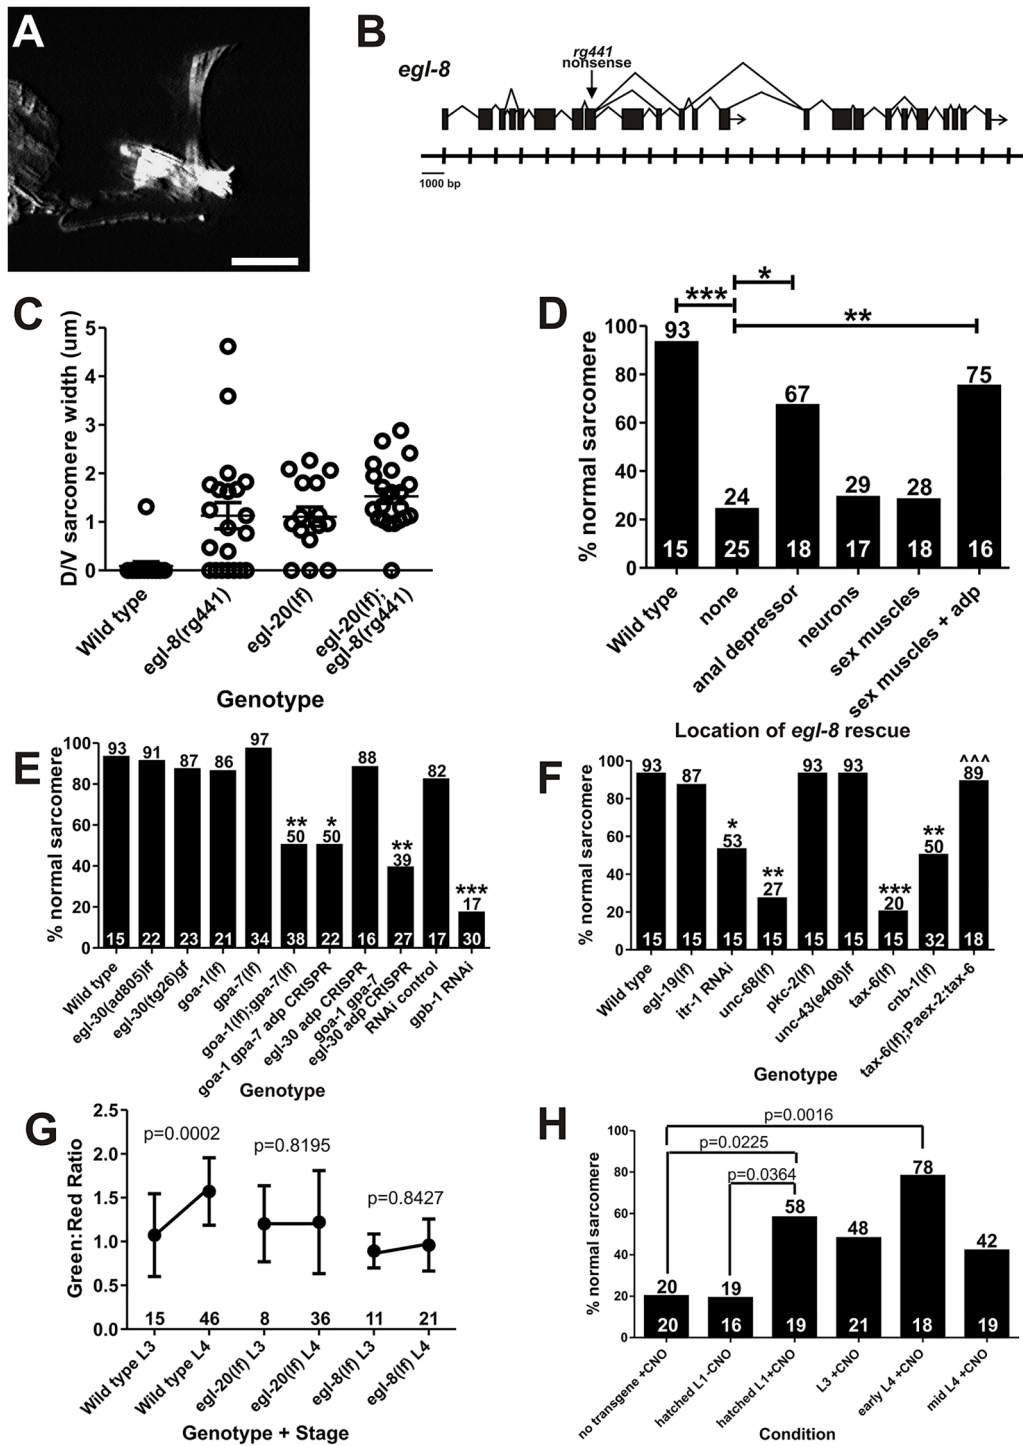 A
B
egl-8
rg441
nonsense
1000 bp
C
D/V sarcomere width (um)
5
4
3
2
1
0
Wild type
egl-8(rg441)
egl-20(lf)
egl-20(lf);
egl-8(rg441)
Genotype
D
% normal sarcomere
100
80
60
40
20
0
***
*
**
93
24
67
29
28
75
15
25
18
17
18
16
Wild type
none
anal depressor
neurons
sex muscles
sex muscles + adp
Location of egl-8 rescue
E
% normal sarcomere
100
80
60
40
20
0
93
91
87
86
97
**
50
*
50
88
**
39
82
***
17
15
22
23
21
34
38
22
16
27
17
30
Wild type
egl-30(ad805)lf
egl-30(tg26)gf
goa-1(lf)
gpa-7(lf)
goa-1(lf);gpa-7(lf)
goa-1 gpa-7 adp CRISPR
egl-30 adp CRISPR
goa-1 gpa-7
egl-30 adp CRISPR
RNAi control
gpb-1 RNAi
Genotype
F
% normal sarcomere
100
80
60
40
20
0
93
87
*
53
**
27
93
93
***
20
**
50
^^^
89
15
15
15
15
15
15
15
32
18
Wild type
egl-19(lf)
itr-1 RNAi
unc-68(lf)
pkc-2(lf)
unc-43(e408)lf
tax-6(lf)
cnb-1(lf)
tax-6(lf);Paex-2:tax-6
Genotype
G
Green:Red Ratio
2.5
2.0
1.5
1.0
0.5
0.0
p=0.0002
p=0.8195
p=0.8427
15
46
8
36
11
21
Wild type L3
Wild type L4
egl-20(lf) L3
egl-20(lf) L4
egl-8(lf) L3
egl-8(lf) L4
Genotype + Stage
H
% normal sarcomere
100
80
60
40
20
0
p=0.0016
p=0.0225
p=0.0364
20
19
58
48
78
42
20
16
19
21
18
19
no transgene +CNO
hatched L1-CNO
hatched L1+CNO
L3 +CNO
early L4 +CNO
mid L4 +CNO
Condition